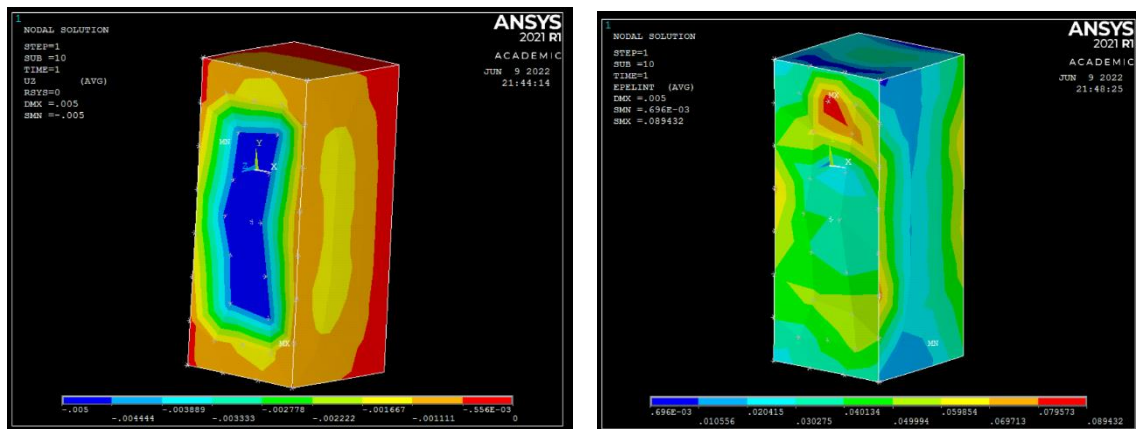 1
NODAL SOLUTION
STEP=1
SUB =10
TIME=1
UZ (AVG)
RSYS=0
DMX =.005
SMN =-.005
ANSYS
2021 R1
ACADEMIC
JUN 9 2022
21:44:14
MN
Y
Z X
MX
-.005 -.003889 -.002778 -.001667 -.556E-03
-.004444 -.003333 -.002222 -.001111 0
1
NODAL SOLUTION
STEP=1
SUB =10
TIME=1
EPELINT (AVG)
DMX =.005
SMN =.696E-03
SMX =.089432
ANSYS
2021 R1
ACADEMIC
JUN 9 2022
21:48:25
MX
X
MN
.696E-03 .020415 .040134 .059854 .079573
.010556 .030275 .049994 .069713 .089432